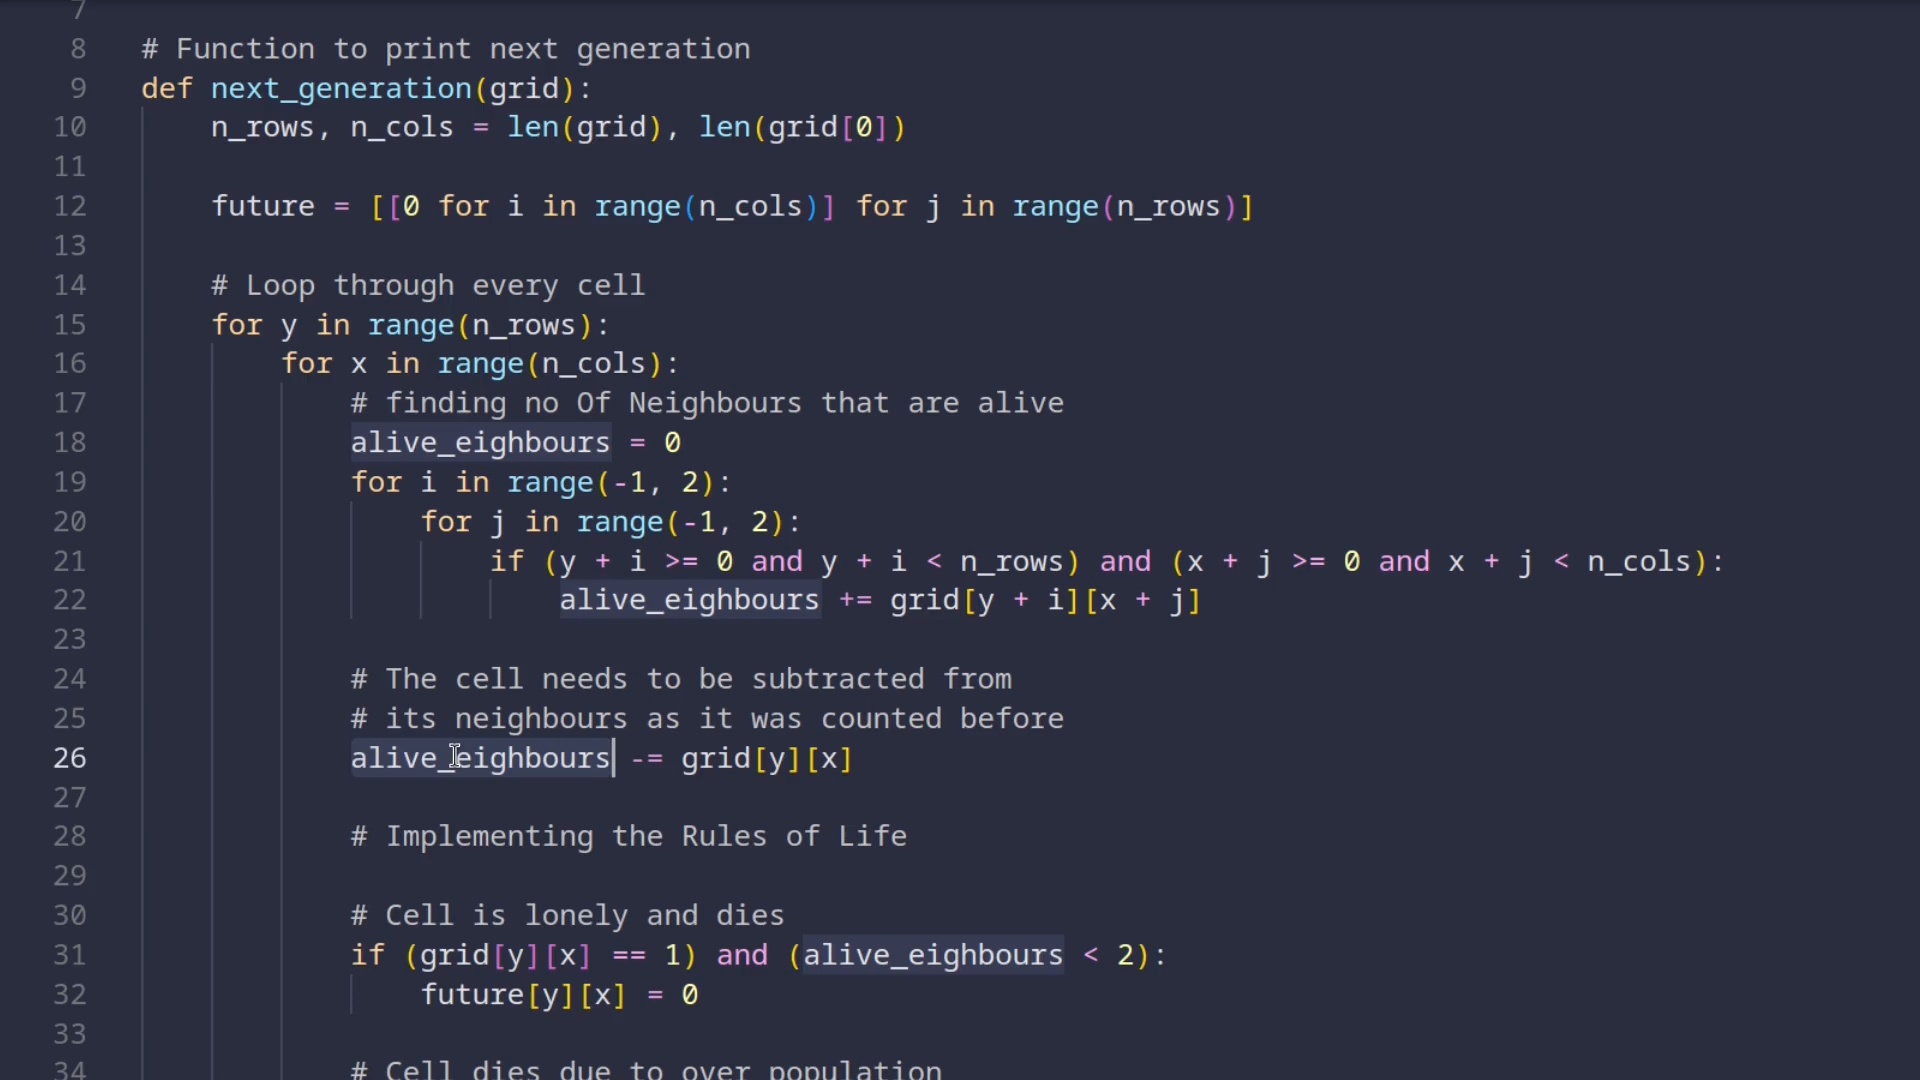 7
8 # Function to print next generation
9 def next_generation(grid):
10 n_rows, n_cols = len(grid), len(grid[0])
11
12 future = [[0 for i in range(n_cols)] for j in range(n_rows)]
13
14 # Loop through every cell
15 for y in range(n_rows):
16 for x in range(n_cols):
17 # finding no Of Neighbours that are alive
18 alive_eighbours = 0
19 for i in range(-1, 2):
20 for j in range(-1, 2):
21 if (y + i >= 0 and y + i < n_rows) and (x + j >= 0 and x + j < n_cols):
22 alive_eighbours += grid[y + i][x + j]
23
24 # The cell needs to be subtracted from
25 # its neighbours as it was counted before
26 alive_eighbours -= grid[y][x]
27
28 # Implementing the Rules of Life
29
30 # Cell is lonely and dies
31 if (grid[y][x] == 1) and (alive_eighbours < 2):
32 future[y][x] = 0
33
34 # Cell dies due to over population